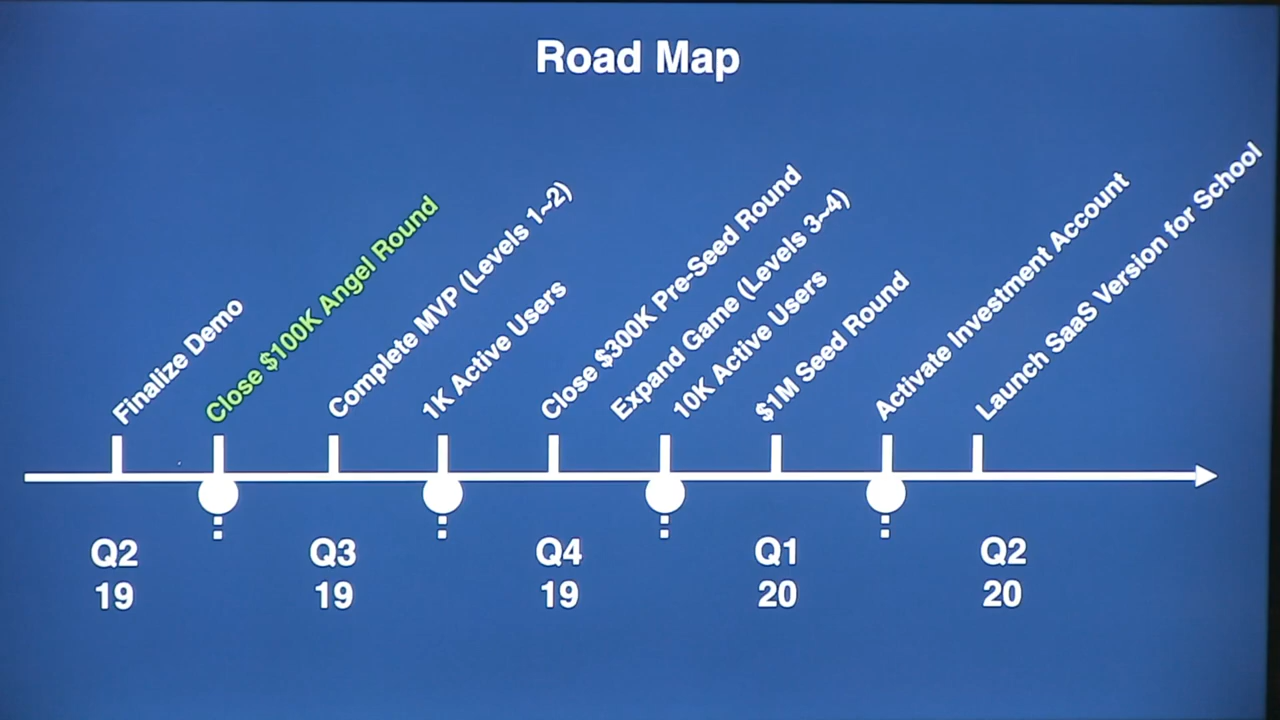 Road Map
Finalize Demo
Close $100K Angel Round
Complete MVP (Levels 1~2)
1K Active Users
Close $300K Pre-Seed Round
Expand Game (Levels 3~4)
10K Active Users
$1M Seed Round
Activate Investment Account
Launch SaaS Version for School
Q2
19
Q3
19
Q4
19
Q1
20
Q2
20